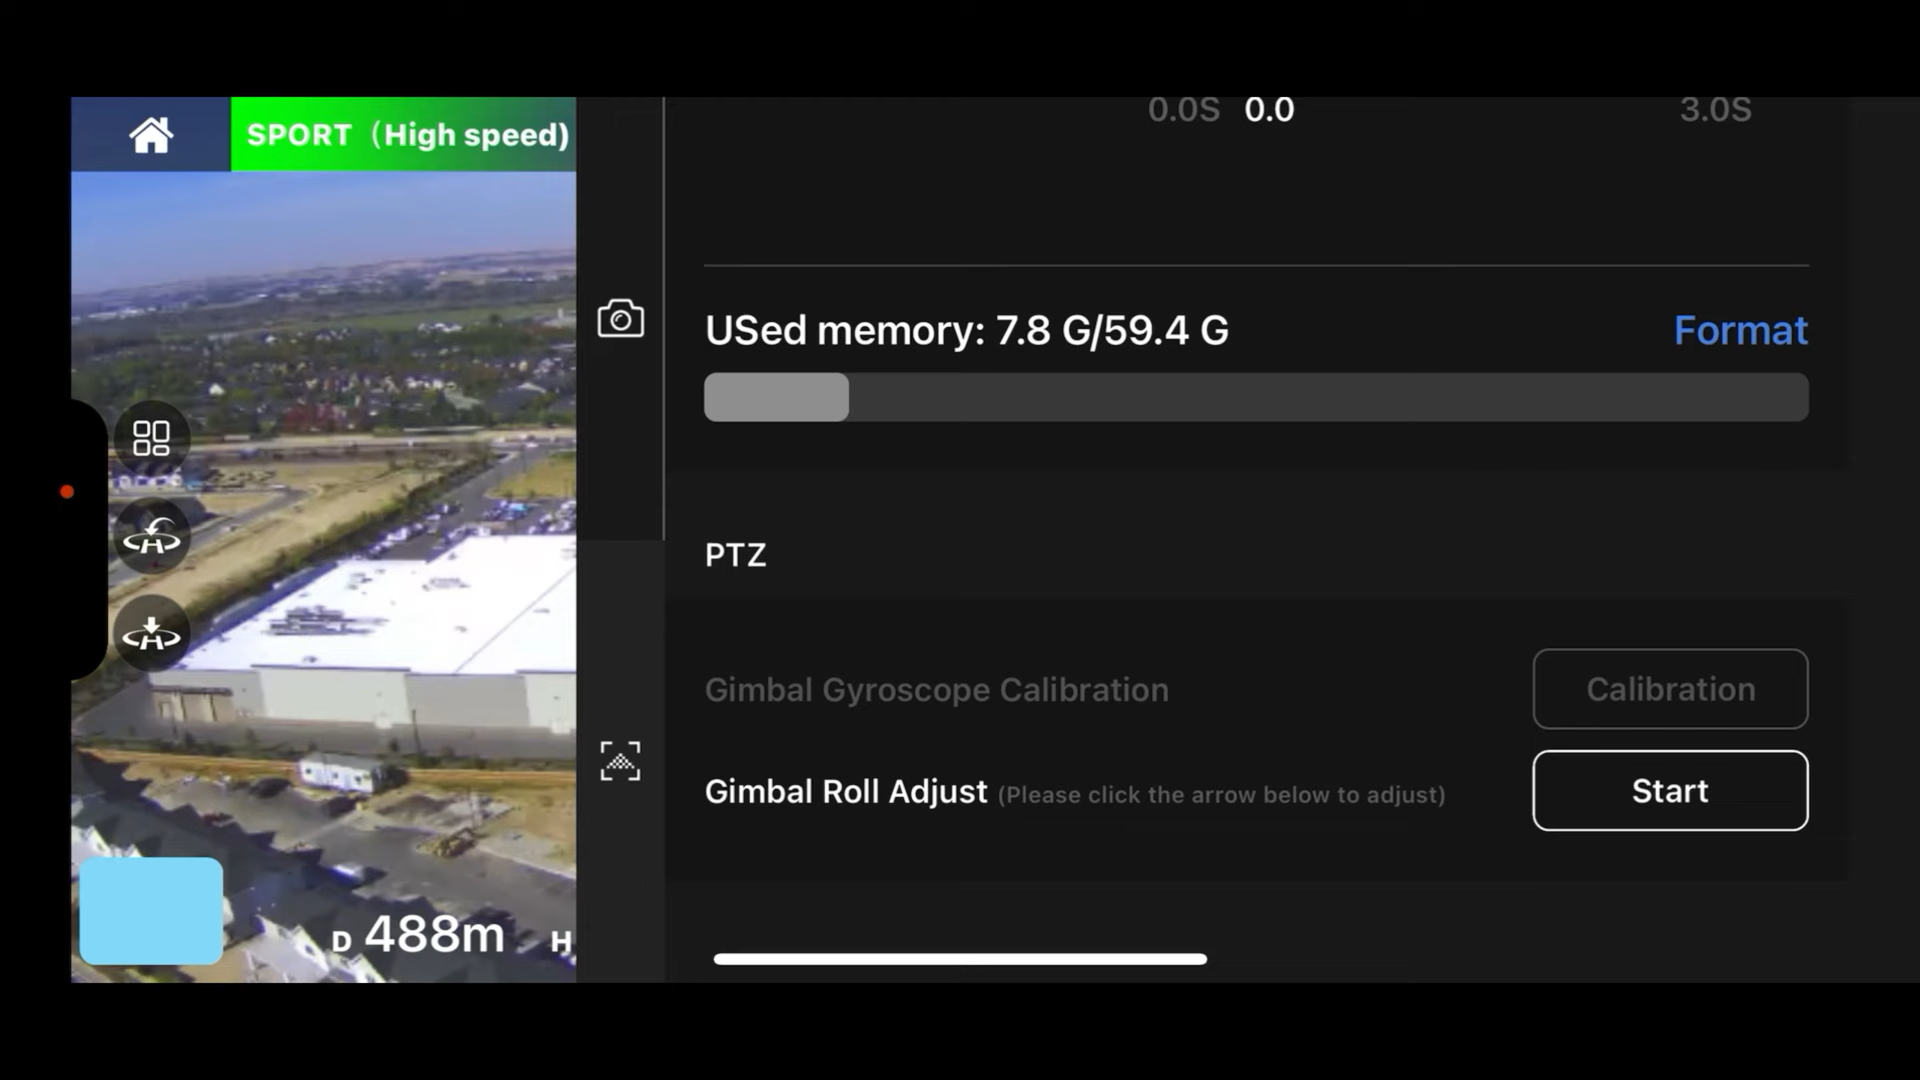 SPORT (High speed)
0.0S 0.0 3.0S
USed memory: 7.8 G/59.4 G Format
PTZ
Gimbal Gyroscope Calibration Calibration
Gimbal Roll Adjust (Please click the arrow below to adjust) Start
D 488m H